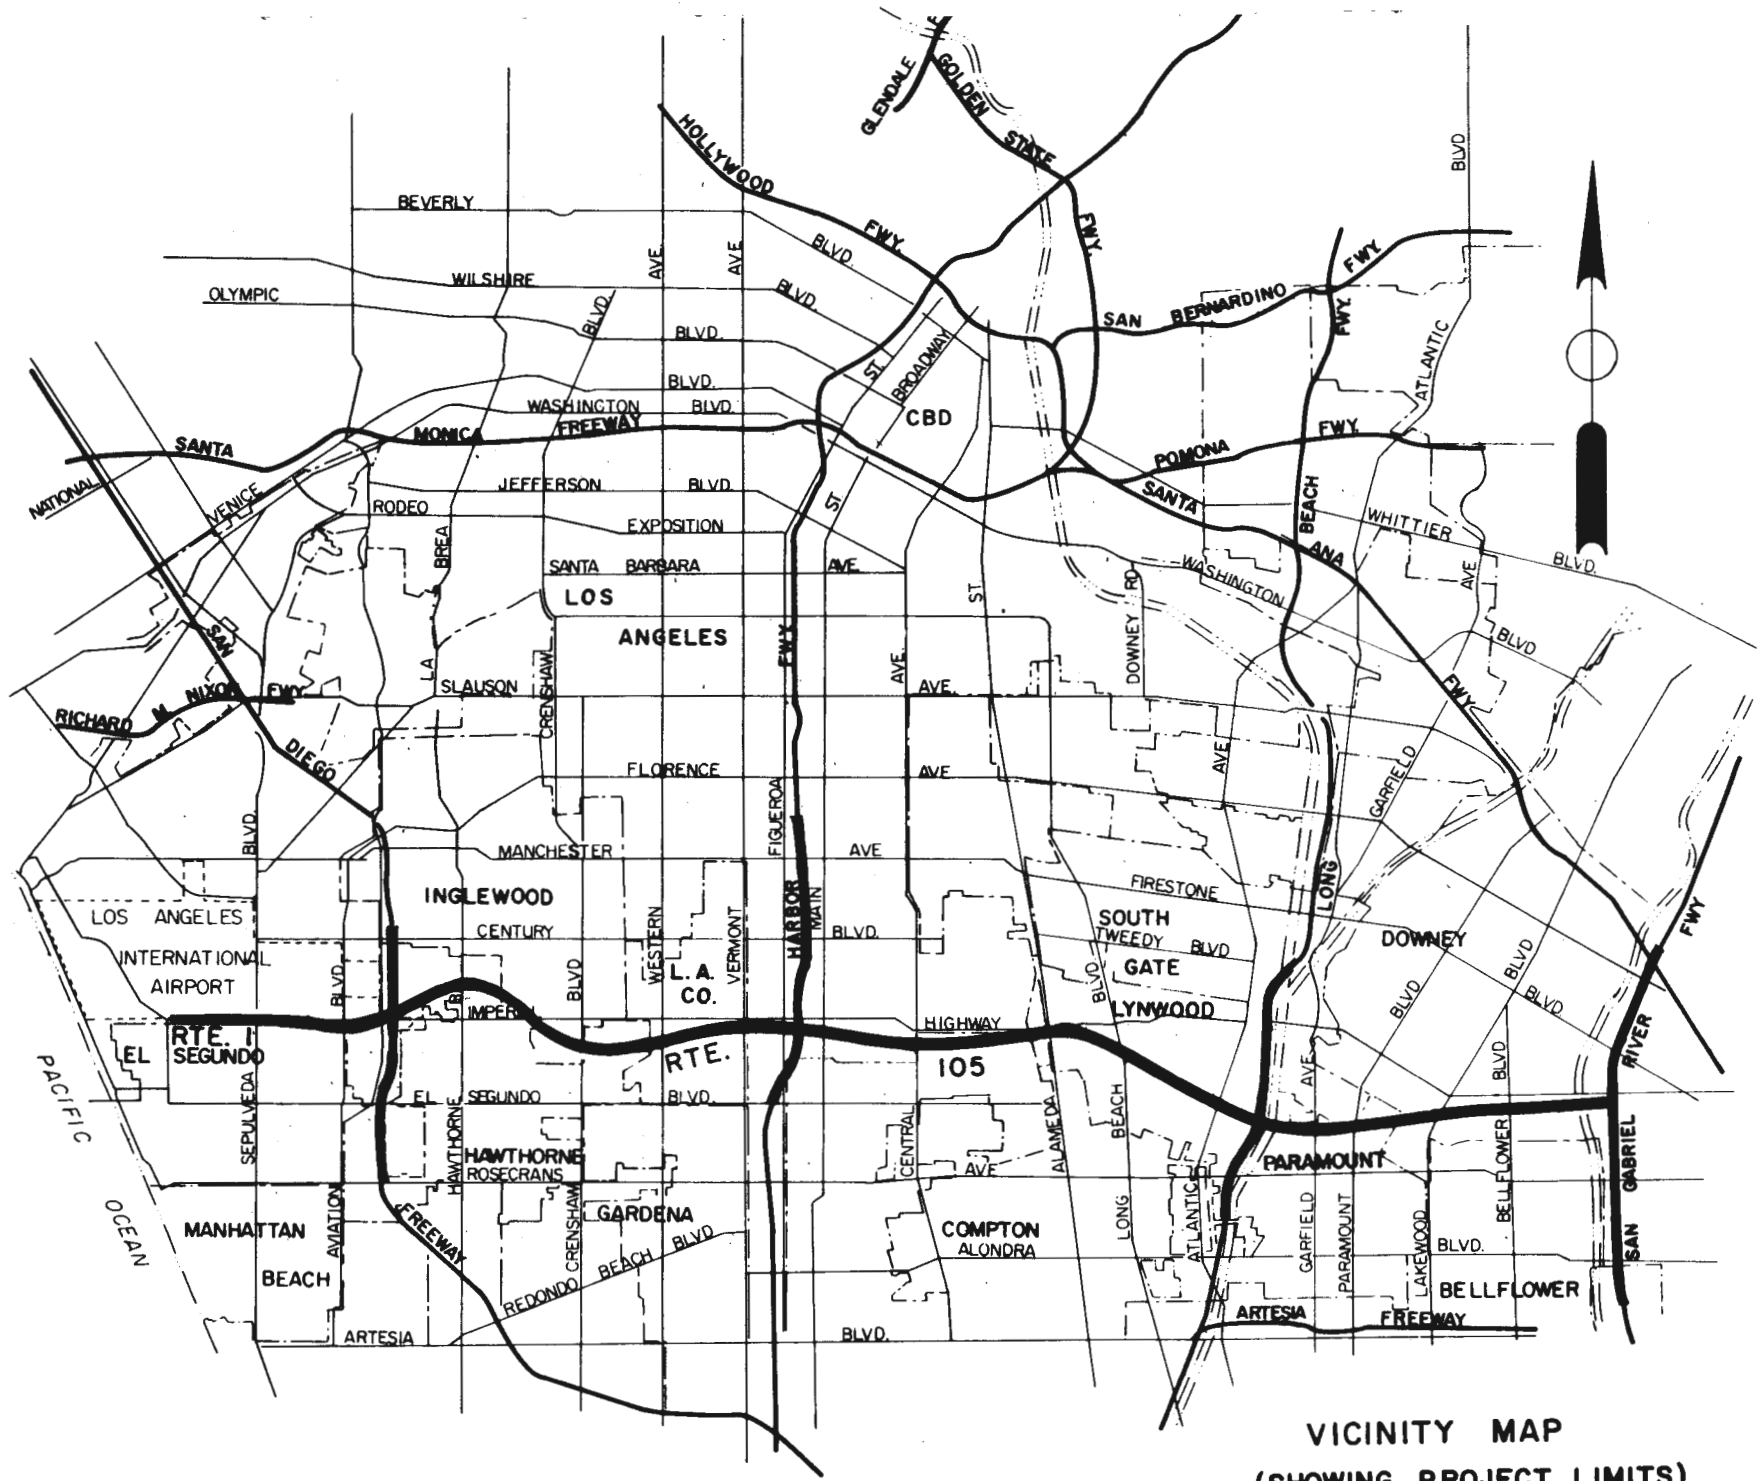 GLENDALE
GOLDEN
STATE
FWY.
HOLLYWOOD
FWY.
BLVD
BEVERLY
BLVD.
AVE.
AVE
WILSHIRE
BLVD.
OLYMPIC
BLVD.
BLVD.
SAN BERNARDINO
FWY.
FWY.
ATLANTIC
ST.
BROADWAY
CBD
BLVD.
WASHINGTON BLVD.
SANTA MONICA FREEWAY
POMONA FWY.
NATIONAL
VENICE
JEFFERSON BLVD.
RODEO
EXPOSITION
ST.
SANTA
ANA
FWY.
BEACH
WHITTIER
BLVD.
BREA
SANTA BARBARA AVE.
WASHINGTON
BLVD
AVE
RD.
ST.
LOS
ANGELES
FWY.
SAN
LA
CRENSHAW
AVE.
DOWNEY
RICHARD M. NIXON FWY.
SLAUSON
AVE.
DIEGO
FLORENCE
AVE
AVE.
GARFIELD
BLVD.
FIGUEROA
MANCHESTER
AVE
FIRESTONE
LONG
FWY
INGLEWOOD
HARBOR
MAIN
LOS ANGELES
INTERNATIONAL
AIRPORT
CENTURY
BLVD.
WESTERN
VERMONT
L. A.
CO.
SOUTH
GATE
TWEEDY BLVD
DOWNEY
BLVD
BLVD.
BLVD
BLVD
BLVD
BLVD
LYNWOOD
HIGHWAY
RTE. 1
EL
SEGUNDO
RTE. 105
RIVER
PACIFIC
OCEAN
SEPULVEDA
EL SEGUNDO BLVD.
AVE.
BLVD
HAWTHORNE
HAWTHORNE
ROSECRANS
AVE
CENTRAL
ALAMEDA
BEACH
LONG
PARAMOUNT
BELLFLOWER
SAN GABRIEL
MANHATTAN
BEACH
AVIATION
FREEWAY
CRENSHAW
GARDENA
REDONDO BEACH BLVD
COMPTON
ALONDRA
BLVD.
ATLANTIC
GARFIELD
PARAMOUNT
LAKEWOOD
BELLFLOWER
ARTESIA FREEWAY
ARTESIA
BLVD.
VICINITY MAP
(SHOWING PROJECT LIMITS)